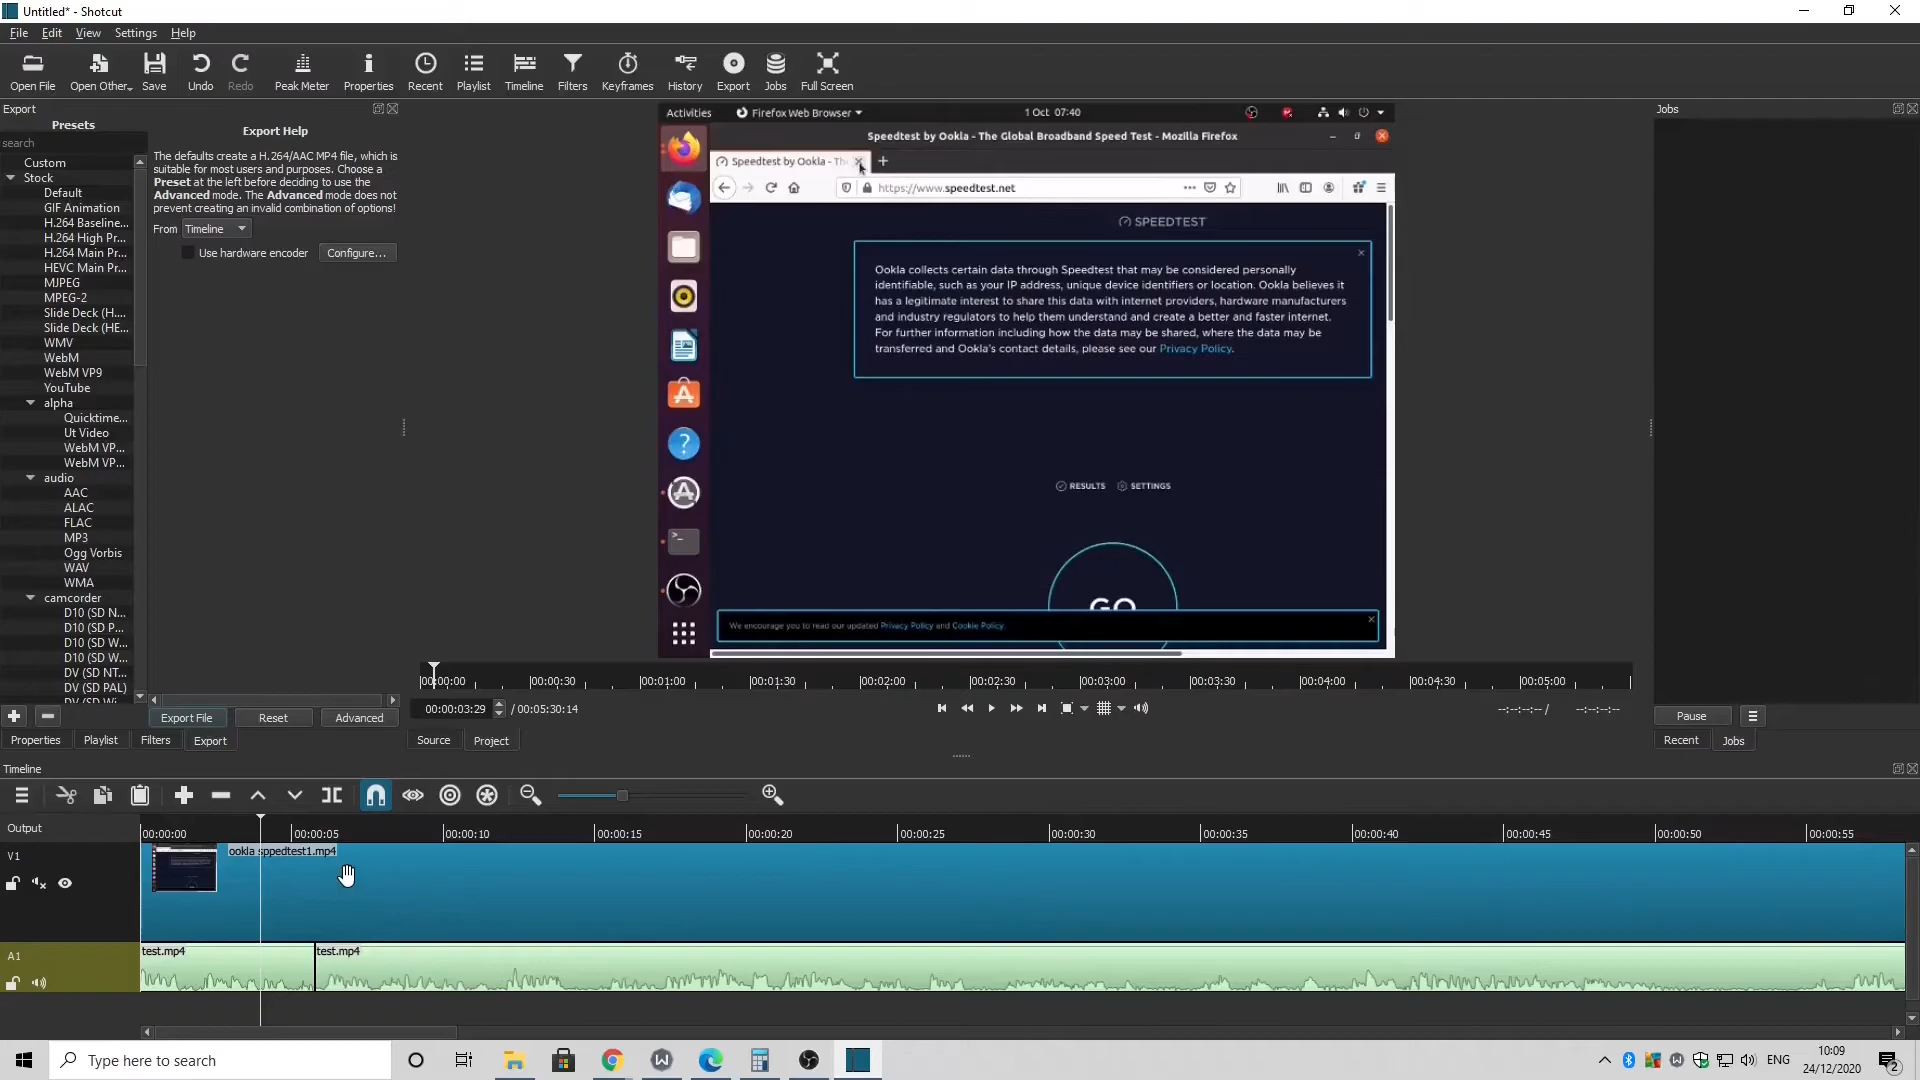 Untitled* - Shotcut
File Edit View Settings Help
Open File Open Other... Save Undo Redo Peak Meter Properties Recent Playlist Timeline Filters Keyframes History Export Jobs Full Screen
Export
Presets
search
Custom
Stock
Default
GIF Animation
H.264 Baseline...
H.264 High Pr...
H.264 Main Pr...
HEVC Main Pr...
MJPEG
MPEG-2
Slide Deck (H....
Slide Deck (HE...
WMV
WebM
WebM VP9
YouTube
alpha
Quicktime...
Ut Video
WebM VP...
WebM VP...
audio
AAC
ALAC
FLAC
MP3
Ogg Vorbis
WAV
WMA
camcorder
D10 (SD N...
D10 (SD P...
D10 (SD W...
D10 (SD W...
DV (SD NT...
DV (SD PAL)
Export Help
The defaults create a H.264/AAC MP4 file, which is
suitable for most users and purposes. Choose a
Preset at the left before deciding to use the
Advanced mode. The Advanced mode does not
prevent creating an invalid combination of options!
From Timeline
Use hardware encoder Configure...
Export File Reset Advanced
Properties Playlist Filters Export
Activities Firefox Web Browser 1 Oct 07:40
Speedtest by Ookla - The Global Broadband Speed Test - Mozilla Firefox
Speedtest by Ookla - The
https://www.speedtest.net
SPEEDTEST
Ookla collects certain data through Speedtest that may be considered personally
identifiable, such as your IP address, unique device identifiers or location. Ookla believes it
has a legitimate interest to share this data with internet providers, hardware manufacturers
and industry regulators to help them understand and create a better and faster internet.
For further information including how the data may be shared, where the data may be
transferred and Ookla's contact details, please see our Privacy Policy.
RESULTS SETTINGS
GO
We encourage you to read our updated Privacy Policy and Cookie Policy.
00:00:00 00:00:30 00:01:00 00:01:30 00:02:00 00:02:30 00:03:00 00:03:30 00:04:00 00:04:30 00:05:00
00:00:03:29 / 00:05:30:14
--:--:--:-- / --:--:--:--
Source Project
Jobs
Pause
Recent Jobs
Timeline
Output
00:00:00 00:00:05 00:00:10 00:00:15 00:00:20 00:00:25 00:00:30 00:00:35 00:00:40 00:00:45 00:00:50 00:00:55
V1
ookla sppedtest1.mp4
A1
test.mp4 test.mp4
Type here to search
ENG
10:09
24/12/2020
2